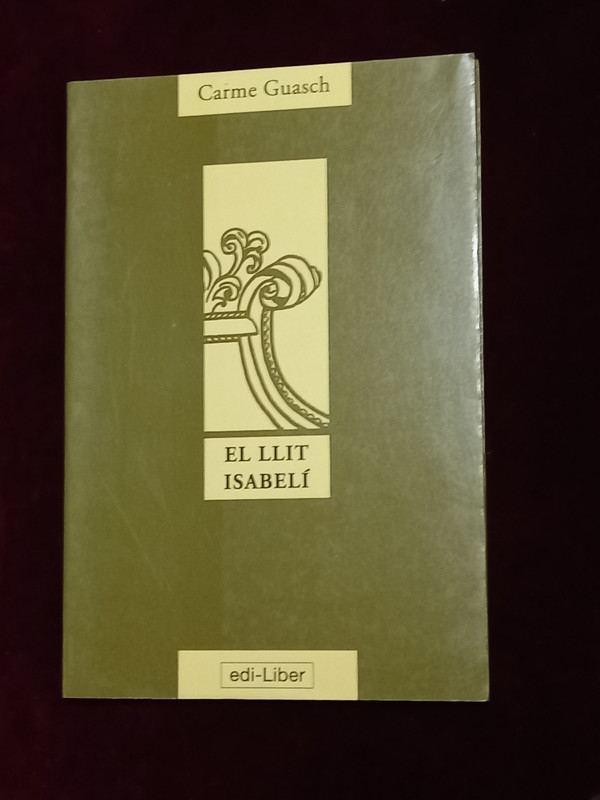 Carme Guasch
EL LLIT
ISABELÍ
edi-Liber